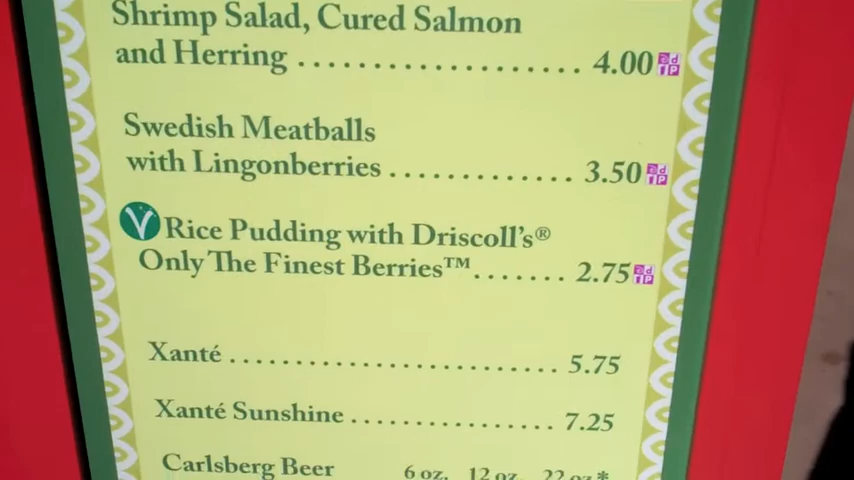 Shrimp Salad, Cured Salmon
and Herring .................. 4.00
Swedish Meatballs
with Lingonberries ............. 3.50
V Rice Pudding with Driscoll's®
Only The Finest Berries™....... 2.75
Xanté ............................ 5.75
Xanté Sunshine ................. 7.25
Carlsberg Beer 6 oz. 12 oz. 22 oz*